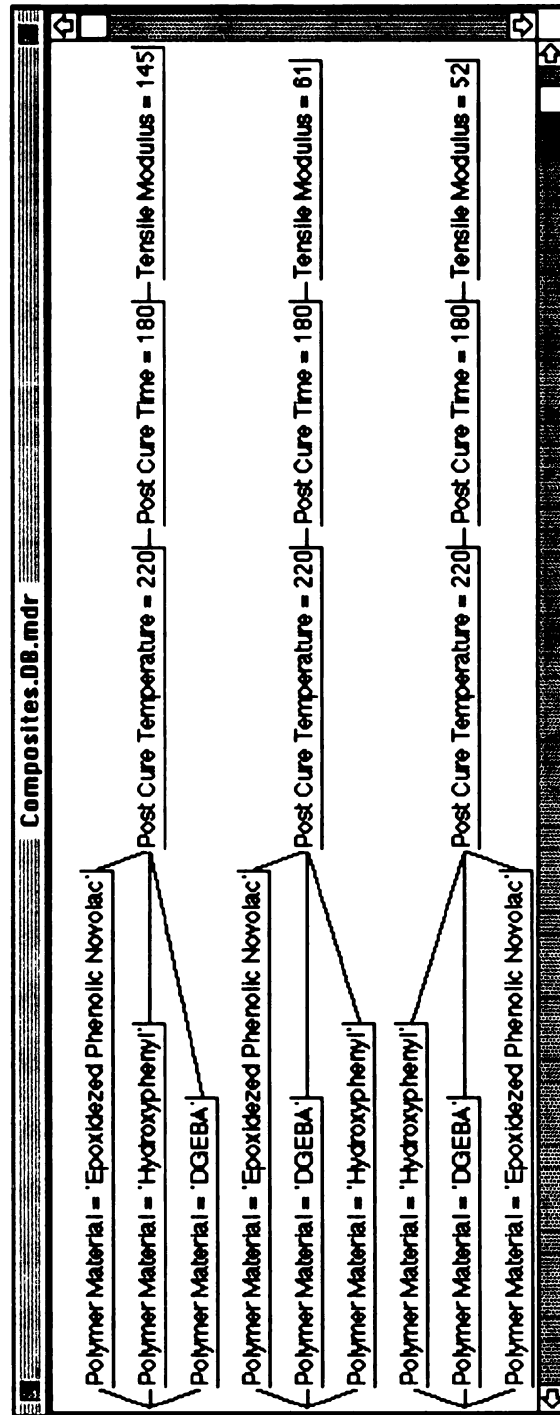 Composites.DB.mdr
Polymer Material = 'Epoxidezed Phenolic Novolac'
Polymer Material = 'Hydroxyphenyl'
Post Cure Temperature = 220
Post Cure Time = 180
Tensile Modulus = 145
Polymer Material = 'DGEBA'
Polymer Material = 'Epoxidezed Phenolic Novolac'
Polymer Material = 'DGEBA'
Post Cure Temperature = 220
Post Cure Time = 180
Tensile Modulus = 61
Polymer Material = 'Hydroxyphenyl'
Polymer Material = 'Hydroxyphenyl'
Polymer Material = 'DGEBA'
Post Cure Temperature = 220
Post Cure Time = 180
Tensile Modulus = 52
Polymer Material = 'Epoxidezed Phenolic Novolac'